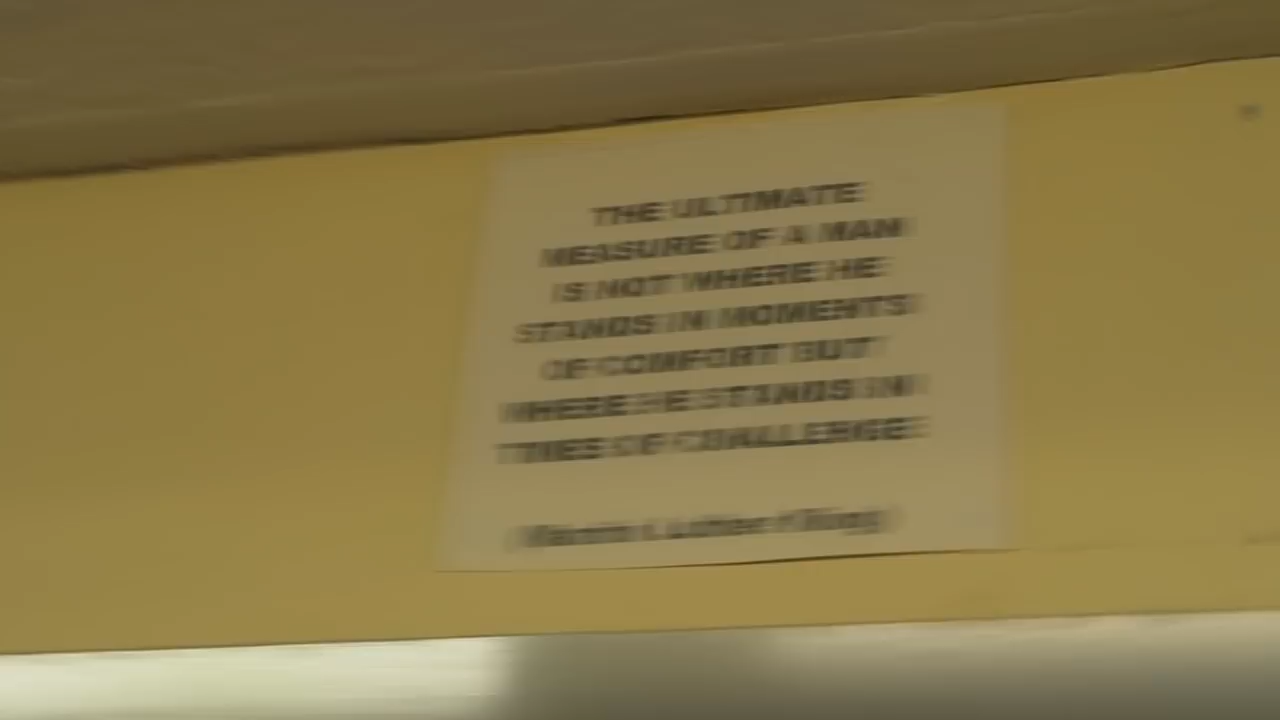 THE ULTIMATE
MEASURE OF A MAN
IS NOT WHERE HE
STANDS IN MOMENTS
OF COMFORT BUT
WHERE HE STANDS IN
TIMES OF CHALLENGE
(Martin Luther King)